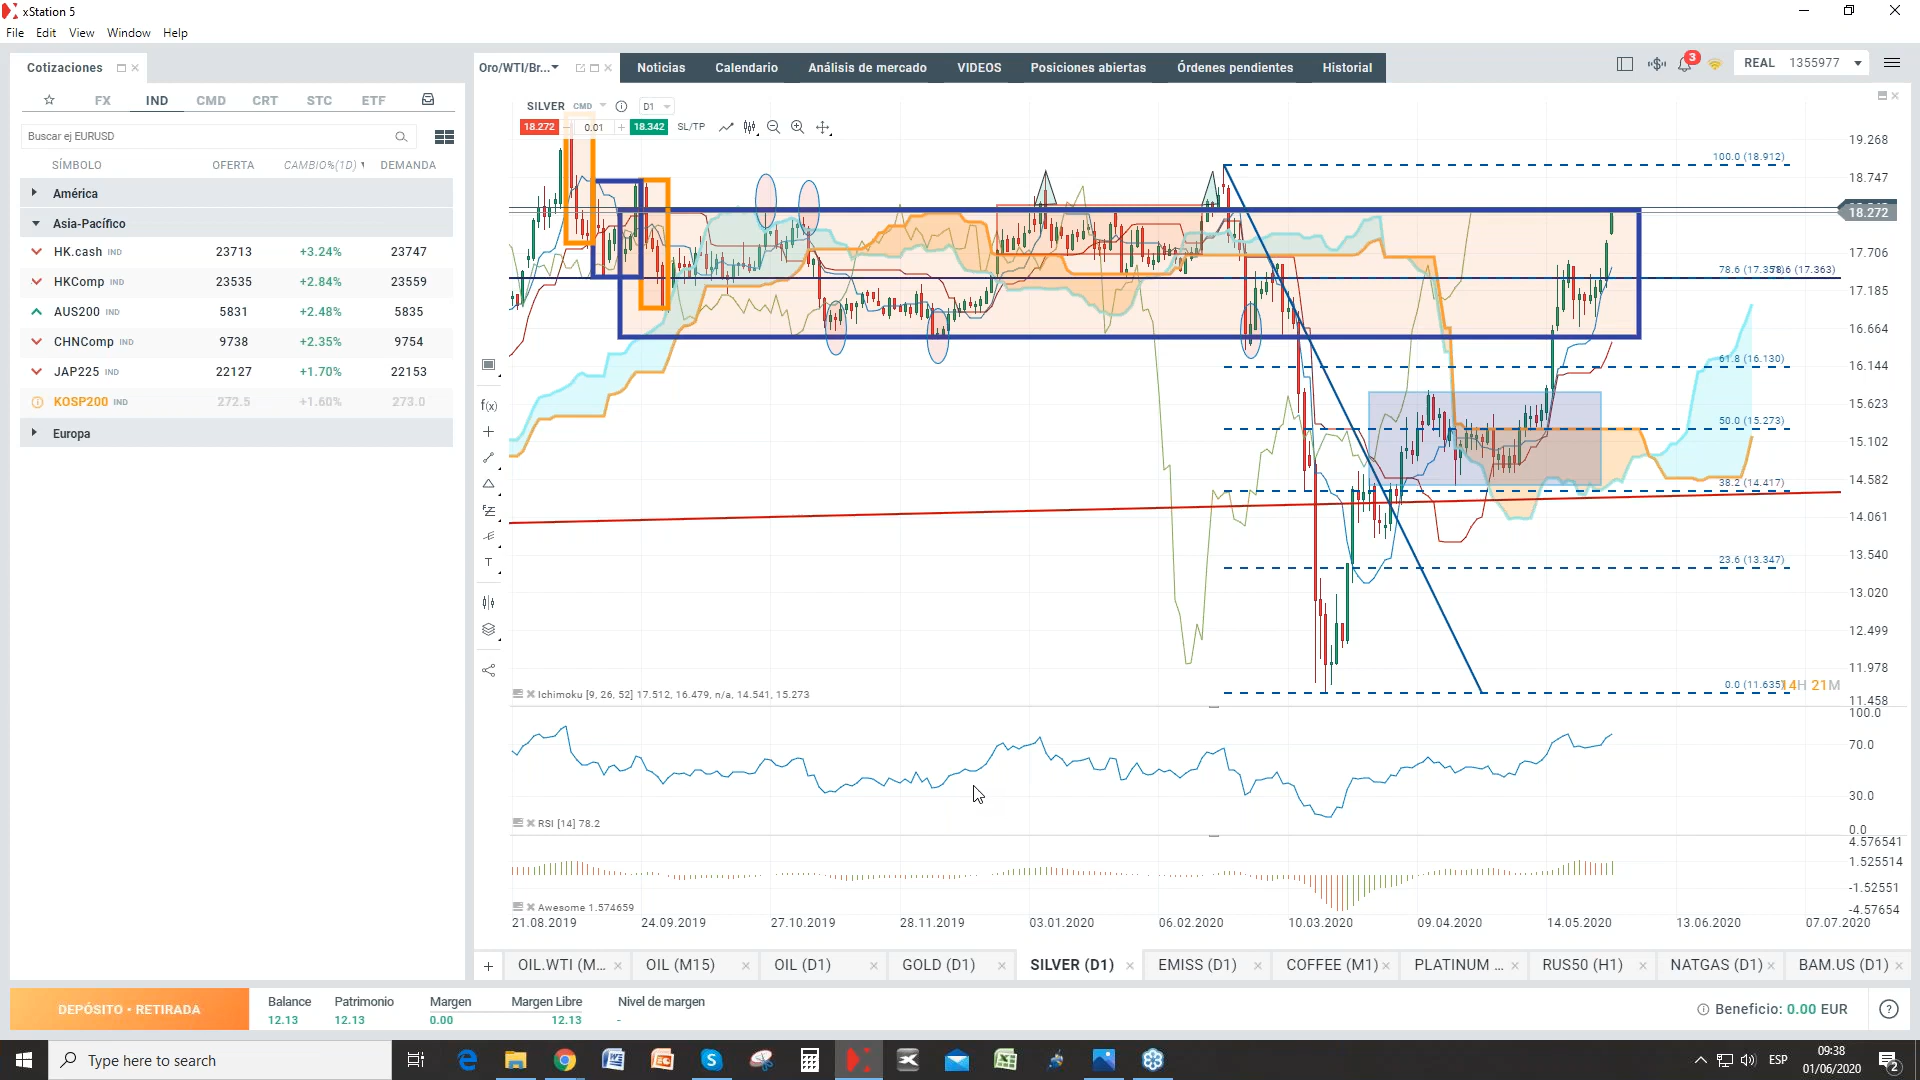 xStation 5
File Edit View Window Help
Cotizaciones
FX IND CMD CRT STC ETF
Buscar ej EURUSD
SÍMBOLO OFERTA CAMBIO%(1D) DEMANDA
América
Asia-Pacífico
HK.cash IND 23713 +3.24% 23747
HKComp IND 23535 +2.84% 23559
AUS200 IND 5831 +2.48% 5835
CHNComp IND 9738 +2.35% 9754
JAP225 IND 22127 +1.70% 22153
KOSP200 IND 272.5 +1.60% 273.0
Europa
Oro/WTI/Br... Noticias Calendario Análisis de mercado VIDEOS Posiciones abiertas Órdenes pendientes Historial
3 REAL 1355977
SILVER CMD D1
18.272 0.01 18.342 SL/TP
19.268
18.747
18.272
17.706
17.185
16.664
16.144
15.623
15.102
14.582
14.061
13.540
13.020
12.499
11.978
11.458
100.0 (18.912)
78.6 (17.363)
61.8 (16.130)
50.0 (15.273)
38.2 (14.417)
23.6 (13.347)
0.0 (11.635)
14H 21M
f(x)
T
Ichimoku [9, 26, 52] 17.512, 16.479, n/a, 14.541, 15.273
100.0
70.0
30.0
0.0
RSI [14] 78.2
4.576541
1.525514
-1.52551
-4.57654
Awesome 1.574659
21.08.2019 24.09.2019 27.10.2019 28.11.2019 03.01.2020 06.02.2020 10.03.2020 09.04.2020 14.05.2020 13.06.2020 07.07.2020
OIL.WTI (M... OIL (M15) OIL (D1) GOLD (D1) SILVER (D1) EMISS (D1) COFFEE (M1) PLATINUM ... RUS50 (H1) NATGAS (D1) BAM.US (D1)
DEPÓSITO • RETIRADA
Balance Patrimonio Margen Margen Libre Nivel de margen
12.13 12.13 0.00 12.13 -
Beneficio: 0.00 EUR
Type here to search
ESP
09:38
01/06/2020
2